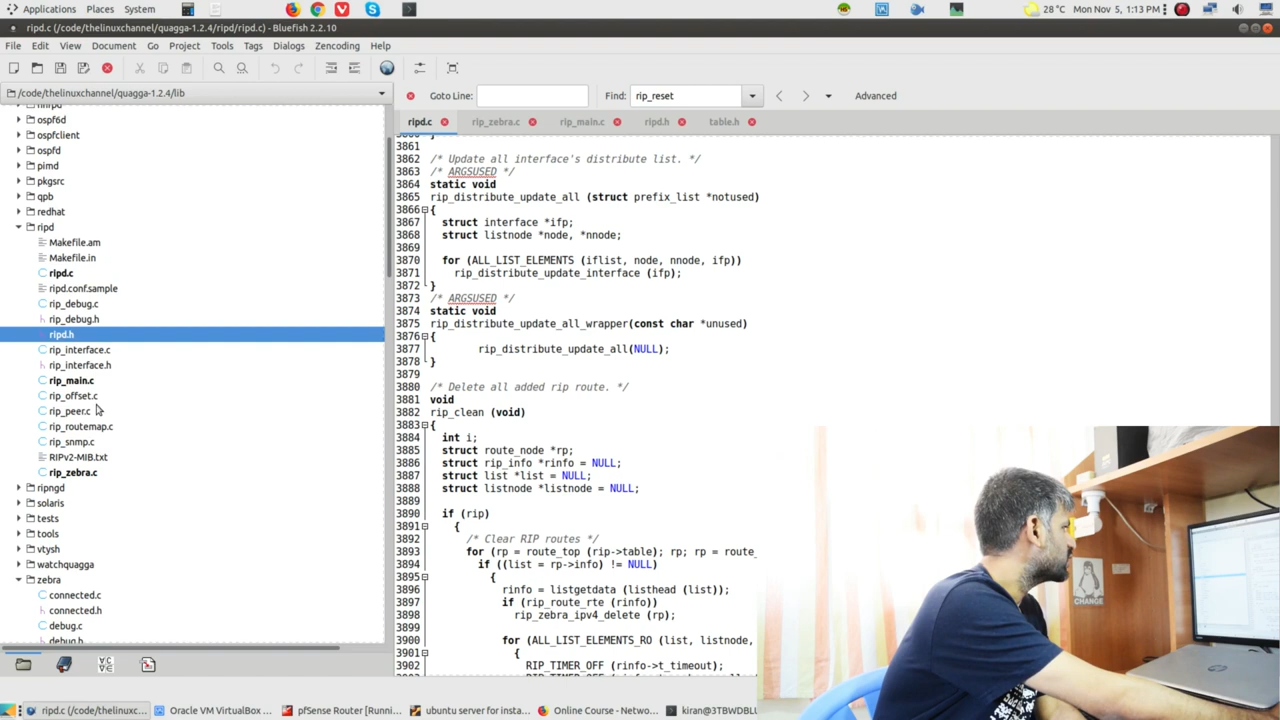 Applications Places System 28 °C Mon Nov 5, 1:13 PM
ripd.c (/code/thelinuxchannel/quagga-1.2.4/ripd/ripd.c) - Bluefish 2.2.10
File Edit View Document Go Project Tools Tags Dialogs Zencoding Help
/code/thelinuxchannel/quagga-1.2.4/lib
Goto Line: Find: rip_reset Advanced
ripd.c rip_zebra.c rip_main.c ripd.h table.h
ospf6d
ospfclient
ospfd
pimd
pkgsrc
qpb
redhat
ripd
Makefile.am
Makefile.in
ripd.c
ripd.conf.sample
rip_debug.c
rip_debug.h
ripd.h
rip_interface.c
rip_interface.h
rip_main.c
rip_offset.c
rip_peer.c
rip_routemap.c
rip_snmp.c
RIPv2-MIB.txt
rip_zebra.c
ripngd
solaris
tests
tools
vtysh
watchquagga
zebra
connected.c
connected.h
debug.c
debug.h
3860 }
3861
3862 /* Update all interface's distribute list. */
3863 /* ARGSUSED */
3864 static void
3865 rip_distribute_update_all (struct prefix_list *notused)
3866 {
3867 struct interface *ifp;
3868 struct listnode *node, *nnode;
3869
3870 for (ALL_LIST_ELEMENTS (iflist, node, nnode, ifp))
3871 rip_distribute_update_interface (ifp);
3872 }
3873 /* ARGSUSED */
3874 static void
3875 rip_distribute_update_all_wrapper(const char *unused)
3876 {
3877 rip_distribute_update_all(NULL);
3878 }
3879
3880 /* Delete all added rip route. */
3881 void
3882 rip_clean (void)
3883 {
3884 int i;
3885 struct route_node *rp;
3886 struct rip_info *rinfo = NULL;
3887 struct list *list = NULL;
3888 struct listnode *listnode = NULL;
3889
3890 if (rip)
3891 {
3892 /* Clear RIP routes */
3893 for (rp = route_top (rip->table); rp; rp = route_
3894 if ((list = rp->info) != NULL)
3895 {
3896 rinfo = listgetdata (listhead (list));
3897 if (rip_route_rte (rinfo))
3898 rip_zebra_ipv4_delete (rp);
3899
3900 for (ALL_LIST_ELEMENTS_RO (list, listnode,
3901 {
3902 RIP_TIMER_OFF (rinfo->t_timeout);
3903
CHANGE
ripd.c (/code/thelinuxc... Oracle VM VirtualBox ... pfSense Router [Runni... ubuntu server for insta... Online Course - Netwo... kiran@3TBWDBLU